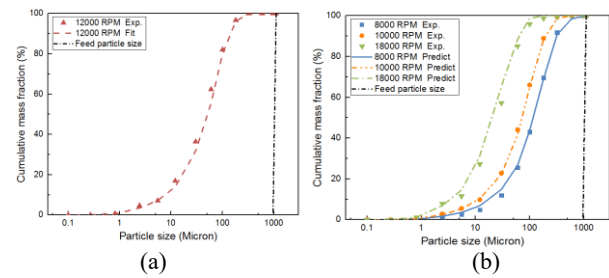 12000 RPM Exp.
12000 RPM Fit
Feed particle size
Cumulative mass fraction (%)
100
80
60
40
20
0
0.1 1 10 100 1000
Particle size (Micron)
(a)
8000 RPM Exp.
10000 RPM Exp.
18000 RPM Exp.
8000 RPM Predict
10000 RPM Predict
18000 RPM Predict
Feed particle size
Cumulative mass fraction (%)
100
80
60
40
20
0
0.1 1 10 100 1000
Particle size (Micron)
(b)